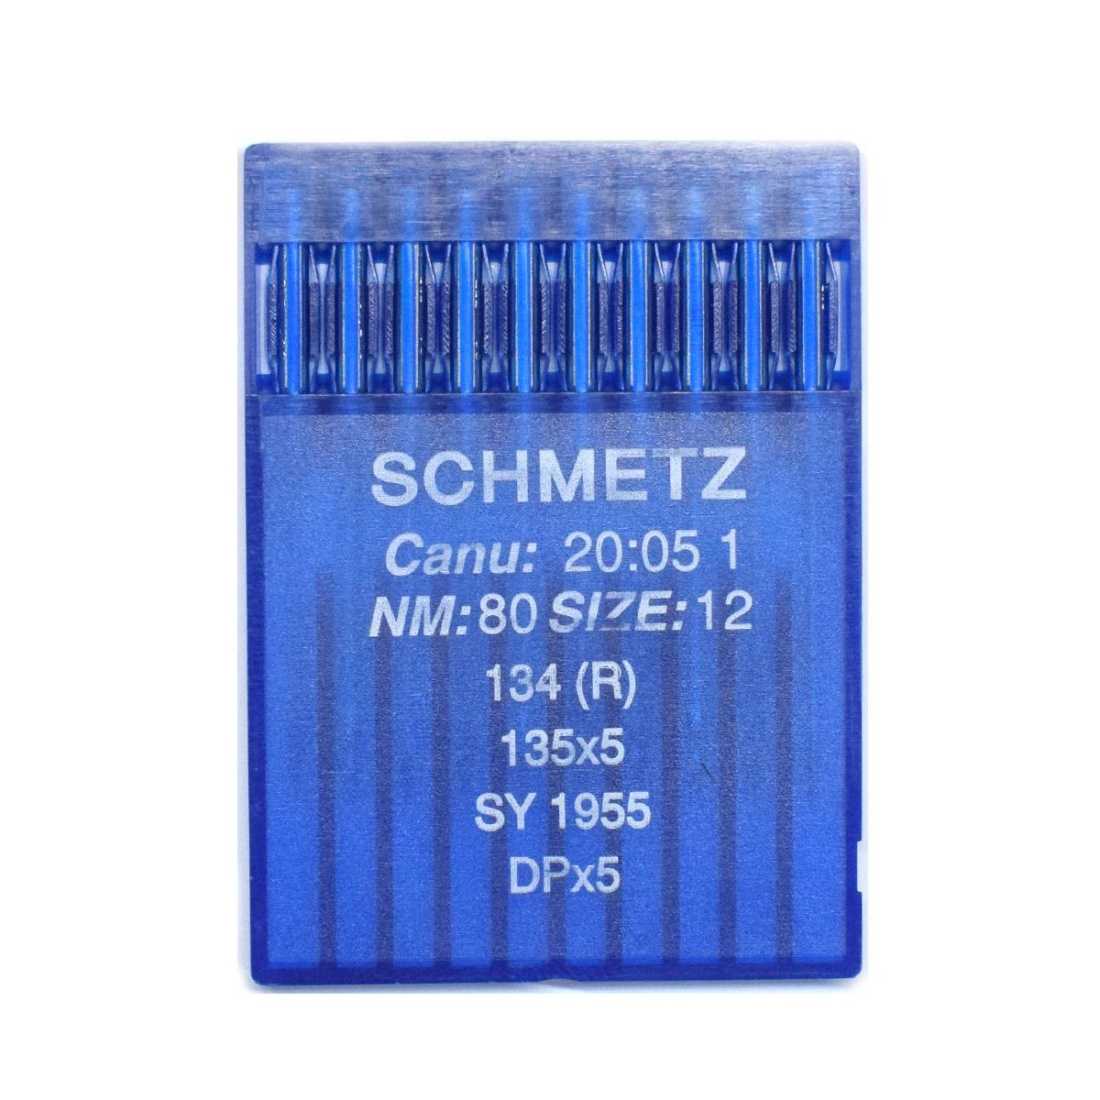 SCHMETZ
Canu: 20:05 1
NM: 80 SIZE: 12
134 (R)
135x5
SY 1955
DPx5